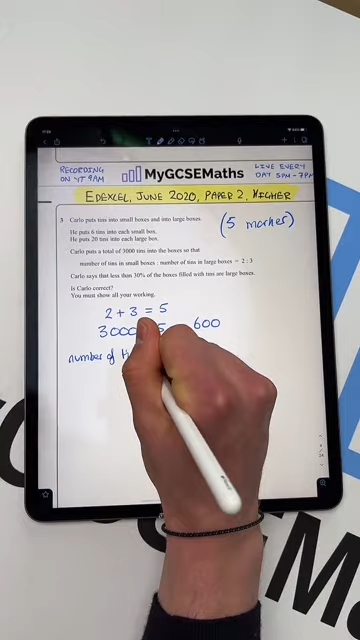 RECORDING
ON YT 9AM
MyGCSEMaths
LIVE EVERY
DAY 5PM-7PM
EDEXCEL, JUNE 2020, PAPER 2, HIGHER
3 Carlo puts tins into small boxes and into large boxes.
(5 marker)
He puts 6 tins into each small box.
He puts 20 tins into each large box.
Carlo puts a total of 3000 tins into the boxes so that
number of tins in small boxes : number of tins in large boxes = 2 : 3
Carlo says that less than 30% of the boxes filled with tins are large boxes.
Is Carlo correct?
You must show all your working.
2 + 3 = 5
3000 5 600
number of